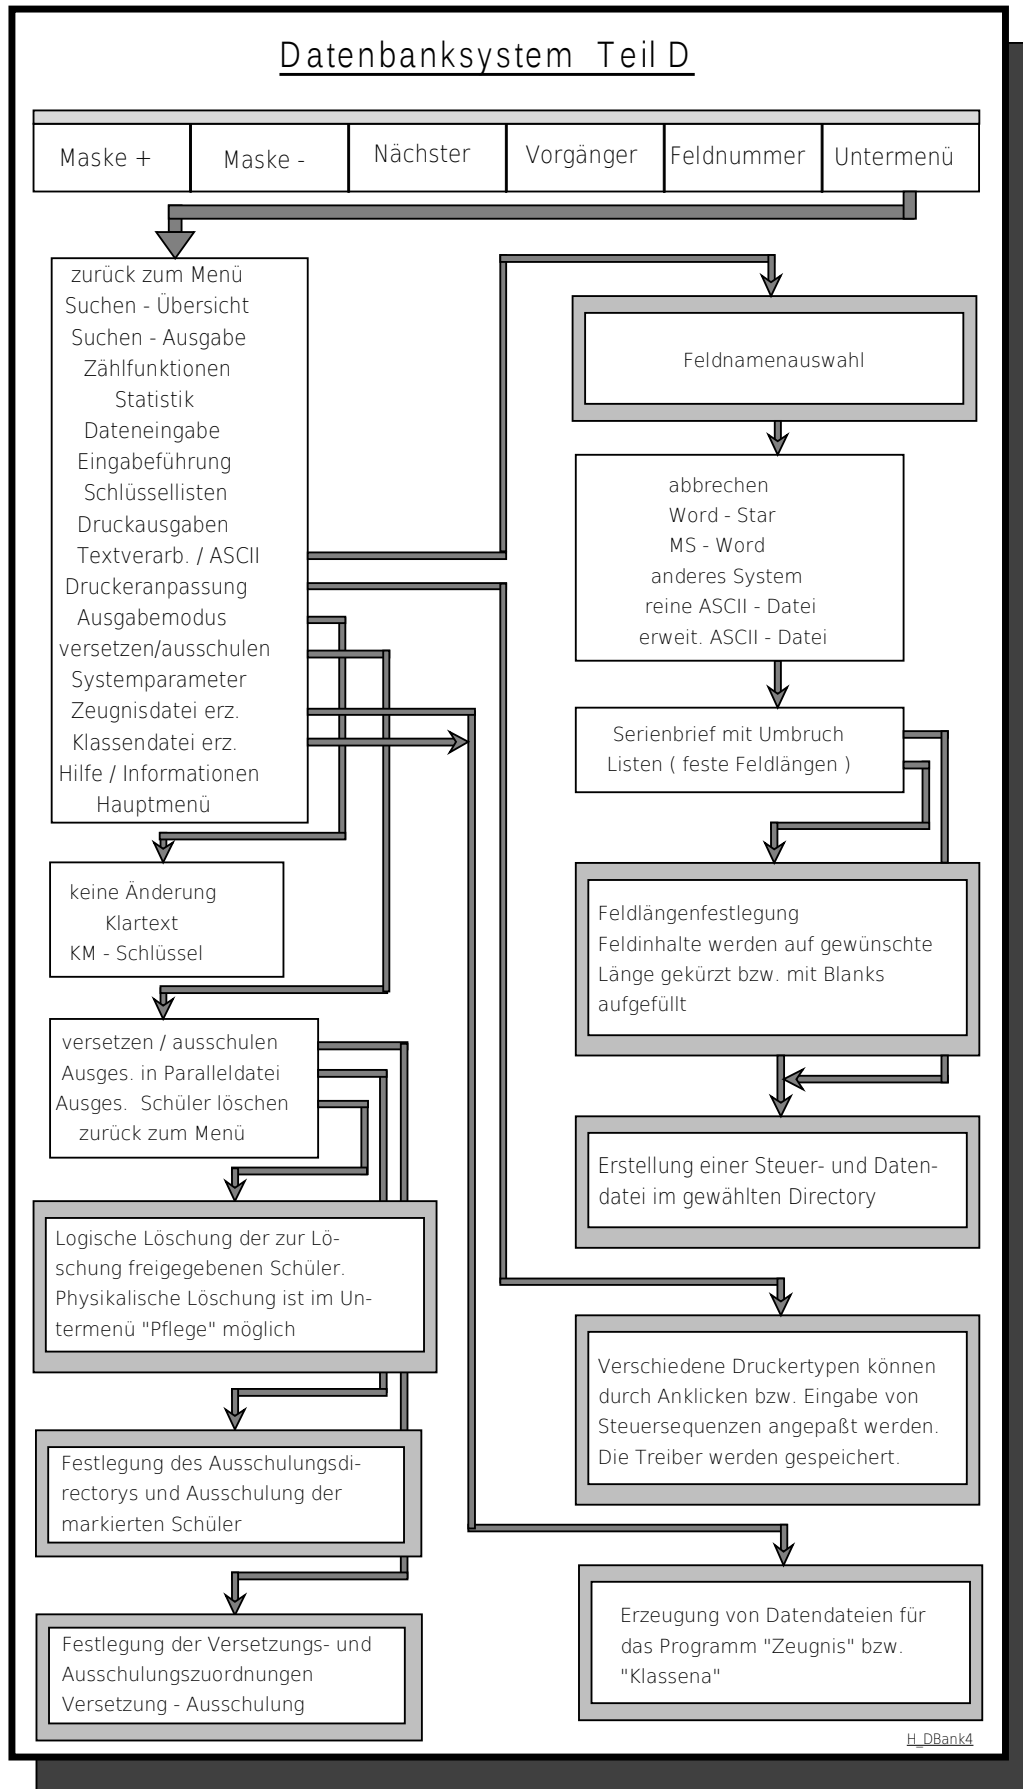 Datenbanksystem Teil D
Maske +
Maske -
Nächster
Vorgänger
Feldnummer
Untermenü
zurück zum Menü
Suchen - Übersicht
Suchen - Ausgabe
Zählfunktionen
Statistik
Dateneingabe
Eingabeführung
Schlüssellisten
Druckausgaben
Textverarb. / ASCII
Druckeranpassung
Ausgabemodus
versetzen/ausschulen
Systemparameter
Zeugnisdatei erz.
Klassendatei erz.
Hilfe / Informationen
Hauptmenü
keine Änderung
Klartext
KM - Schlüssel
versetzen / ausschulen
Ausges. in Paralleldatei
Ausges. Schüler löschen
zurück zum Menü
Logische Löschung der zur Lö-
schung freigegebenen Schüler.
Physikalische Löschung ist im Un-
termenü "Pflege" möglich
Festlegung des Ausschulungsdi-
rectorys und Ausschulung der
markierten Schüler
Festlegung der Versetzungs- und
Ausschulungszuordnungen
Versetzung - Ausschulung
Feldnamenauswahl
abbrechen
Word - Star
MS - Word
anderes System
reine ASCII - Datei
erweit. ASCII - Datei
Serienbrief mit Umbruch
Listen ( feste Feldlängen )
Feldlängenfestlegung
Feldinhalte werden auf gewünschte
Länge gekürzt bzw. mit Blanks
aufgefüllt
Erstellung einer Steuer- und Daten-
datei im gewählten Directory
Verschiedene Druckertypen können
durch Anklicken bzw. Eingabe von
Steuersequenzen angepaßt werden.
Die Treiber werden gespeichert.
Erzeugung von Datendateien für
das Programm "Zeugnis" bzw.
"Klassena"
H_DBank4